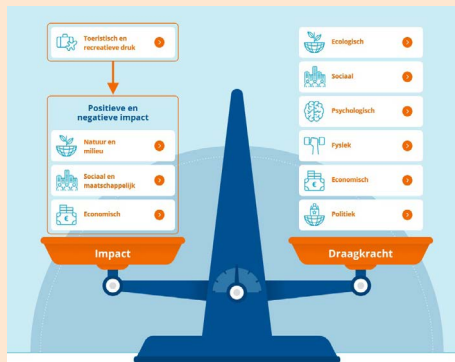 Toeristisch en
recreatieve druk
Positieve en
negatieve impact
Natuur en
milieu
Sociaal en
maatschappelijk
Economisch
Impact
Ecologisch
Sociaal
Psychologisch
Fysiek
Economisch
Politiek
Draagkracht